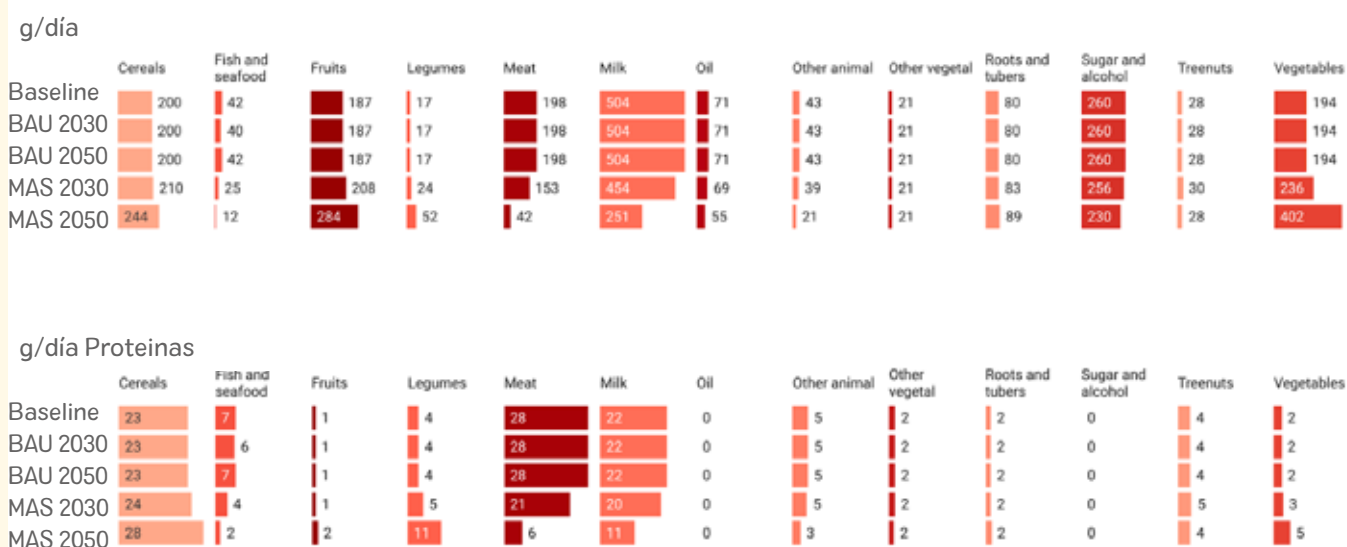 g/día
Cereals Fish and seafood Fruits Legumes Meat Milk Oil Other animal Other vegetal Roots and tubers Sugar and alcohol Treenuts Vegetables
Baseline 200 42 187 17 198 504 71 43 21 80 260 28 194
BAU 2030 200 40 187 17 198 504 71 43 21 80 260 28 194
BAU 2050 200 42 187 17 198 504 71 43 21 80 260 28 194
MAS 2030 210 25 208 24 153 454 69 39 21 83 256 30 236
MAS 2050 244 12 284 52 42 251 55 21 21 89 230 28 402
g/día Proteinas
Cereals Fish and seafood Fruits Legumes Meat Milk Oil Other animal Other vegetal Roots and tubers Sugar and alcohol Treenuts Vegetables
Baseline 23 7 1 4 28 22 0 5 2 2 0 4 2
BAU 2030 23 6 1 4 28 22 0 5 2 2 0 4 2
BAU 2050 23 7 1 4 28 22 0 5 2 2 0 4 2
MAS 2030 24 4 1 5 21 20 0 5 2 2 0 5 3
MAS 2050 28 2 2 11 6 11 0 3 2 2 0 4 5